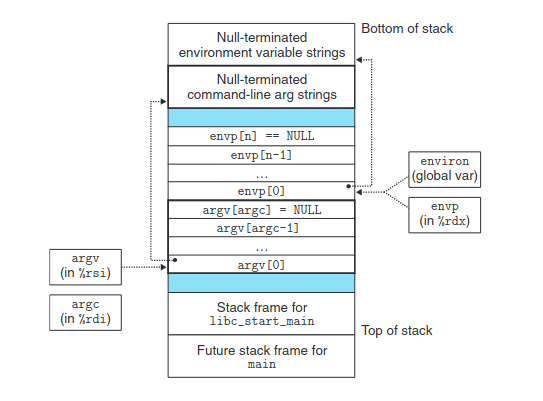 Bottom of stack
Null-terminated
environment variable strings
Null-terminated
command-line arg strings
envp[n] == NULL
envp[n-1]
...
envp[0]
argv[argc] = NULL
argv[argc-1]
...
argv[0]
environ
(global var)
envp
(in %rdx)
argv
(in %rsi)
argc
(in %rdi)
Stack frame for
libc_start_main
Top of stack
Future stack frame for
main